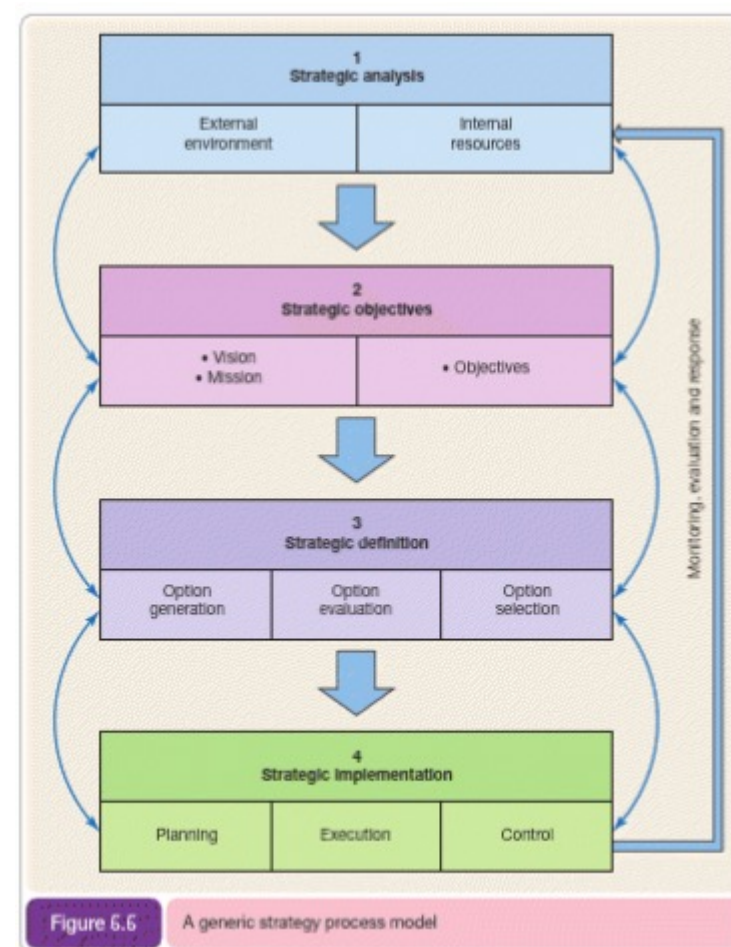 1
Strategic analysis
External
environment
Internal
resources
2
Strategic objectives
• Vision
• Mission
• Objectives
3
Strategic definition
Option
generation
Option
evaluation
Option
selection
4
Strategic implementation
Planning
Execution
Control
Monitoring, evaluation and response
Figure 5.5
A generic strategy process model